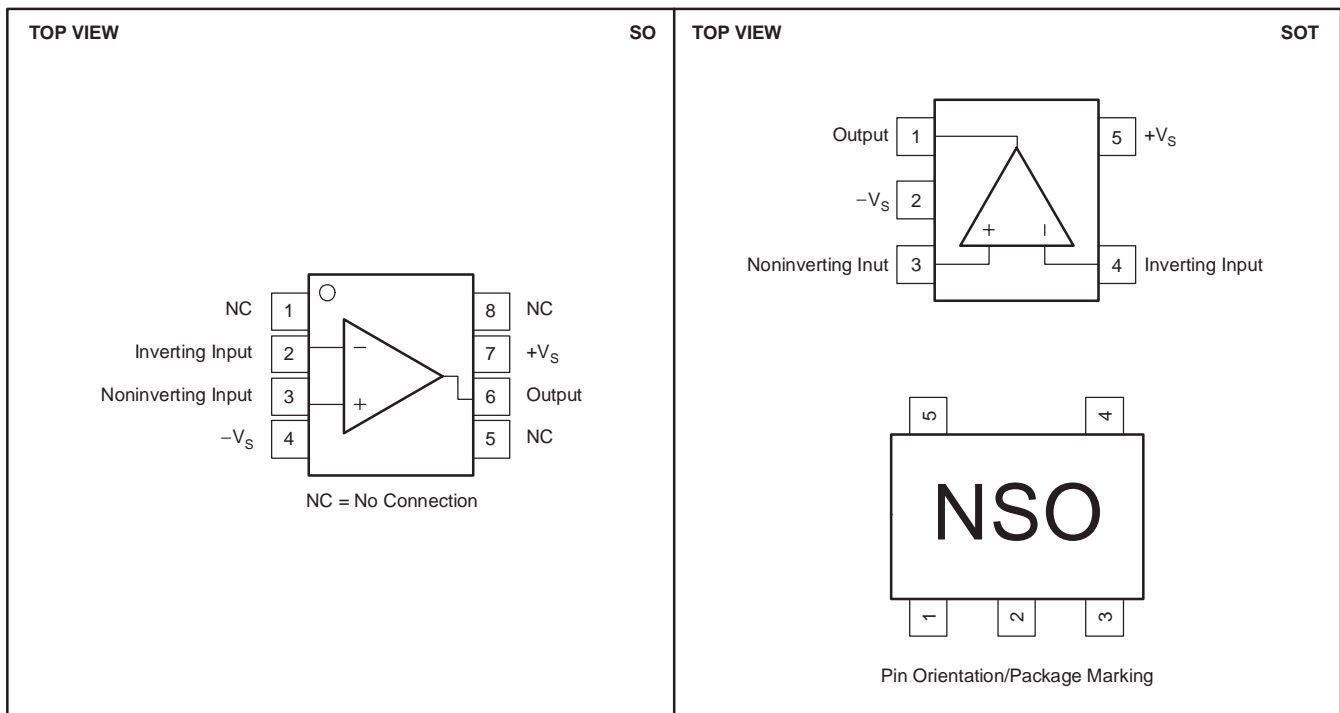 TOP VIEW SO
NC 1 8 NC
Inverting Input 2 − 7 +VS
Noninverting Input 3 + 6 Output
−VS 4 5 NC
NC = No Connection
TOP VIEW SOT
Output 1 5 +VS
−VS 2
+ −
Noninverting Inut 3 4 Inverting Input
5 4
NSO
1 2 3
Pin Orientation/Package Marking